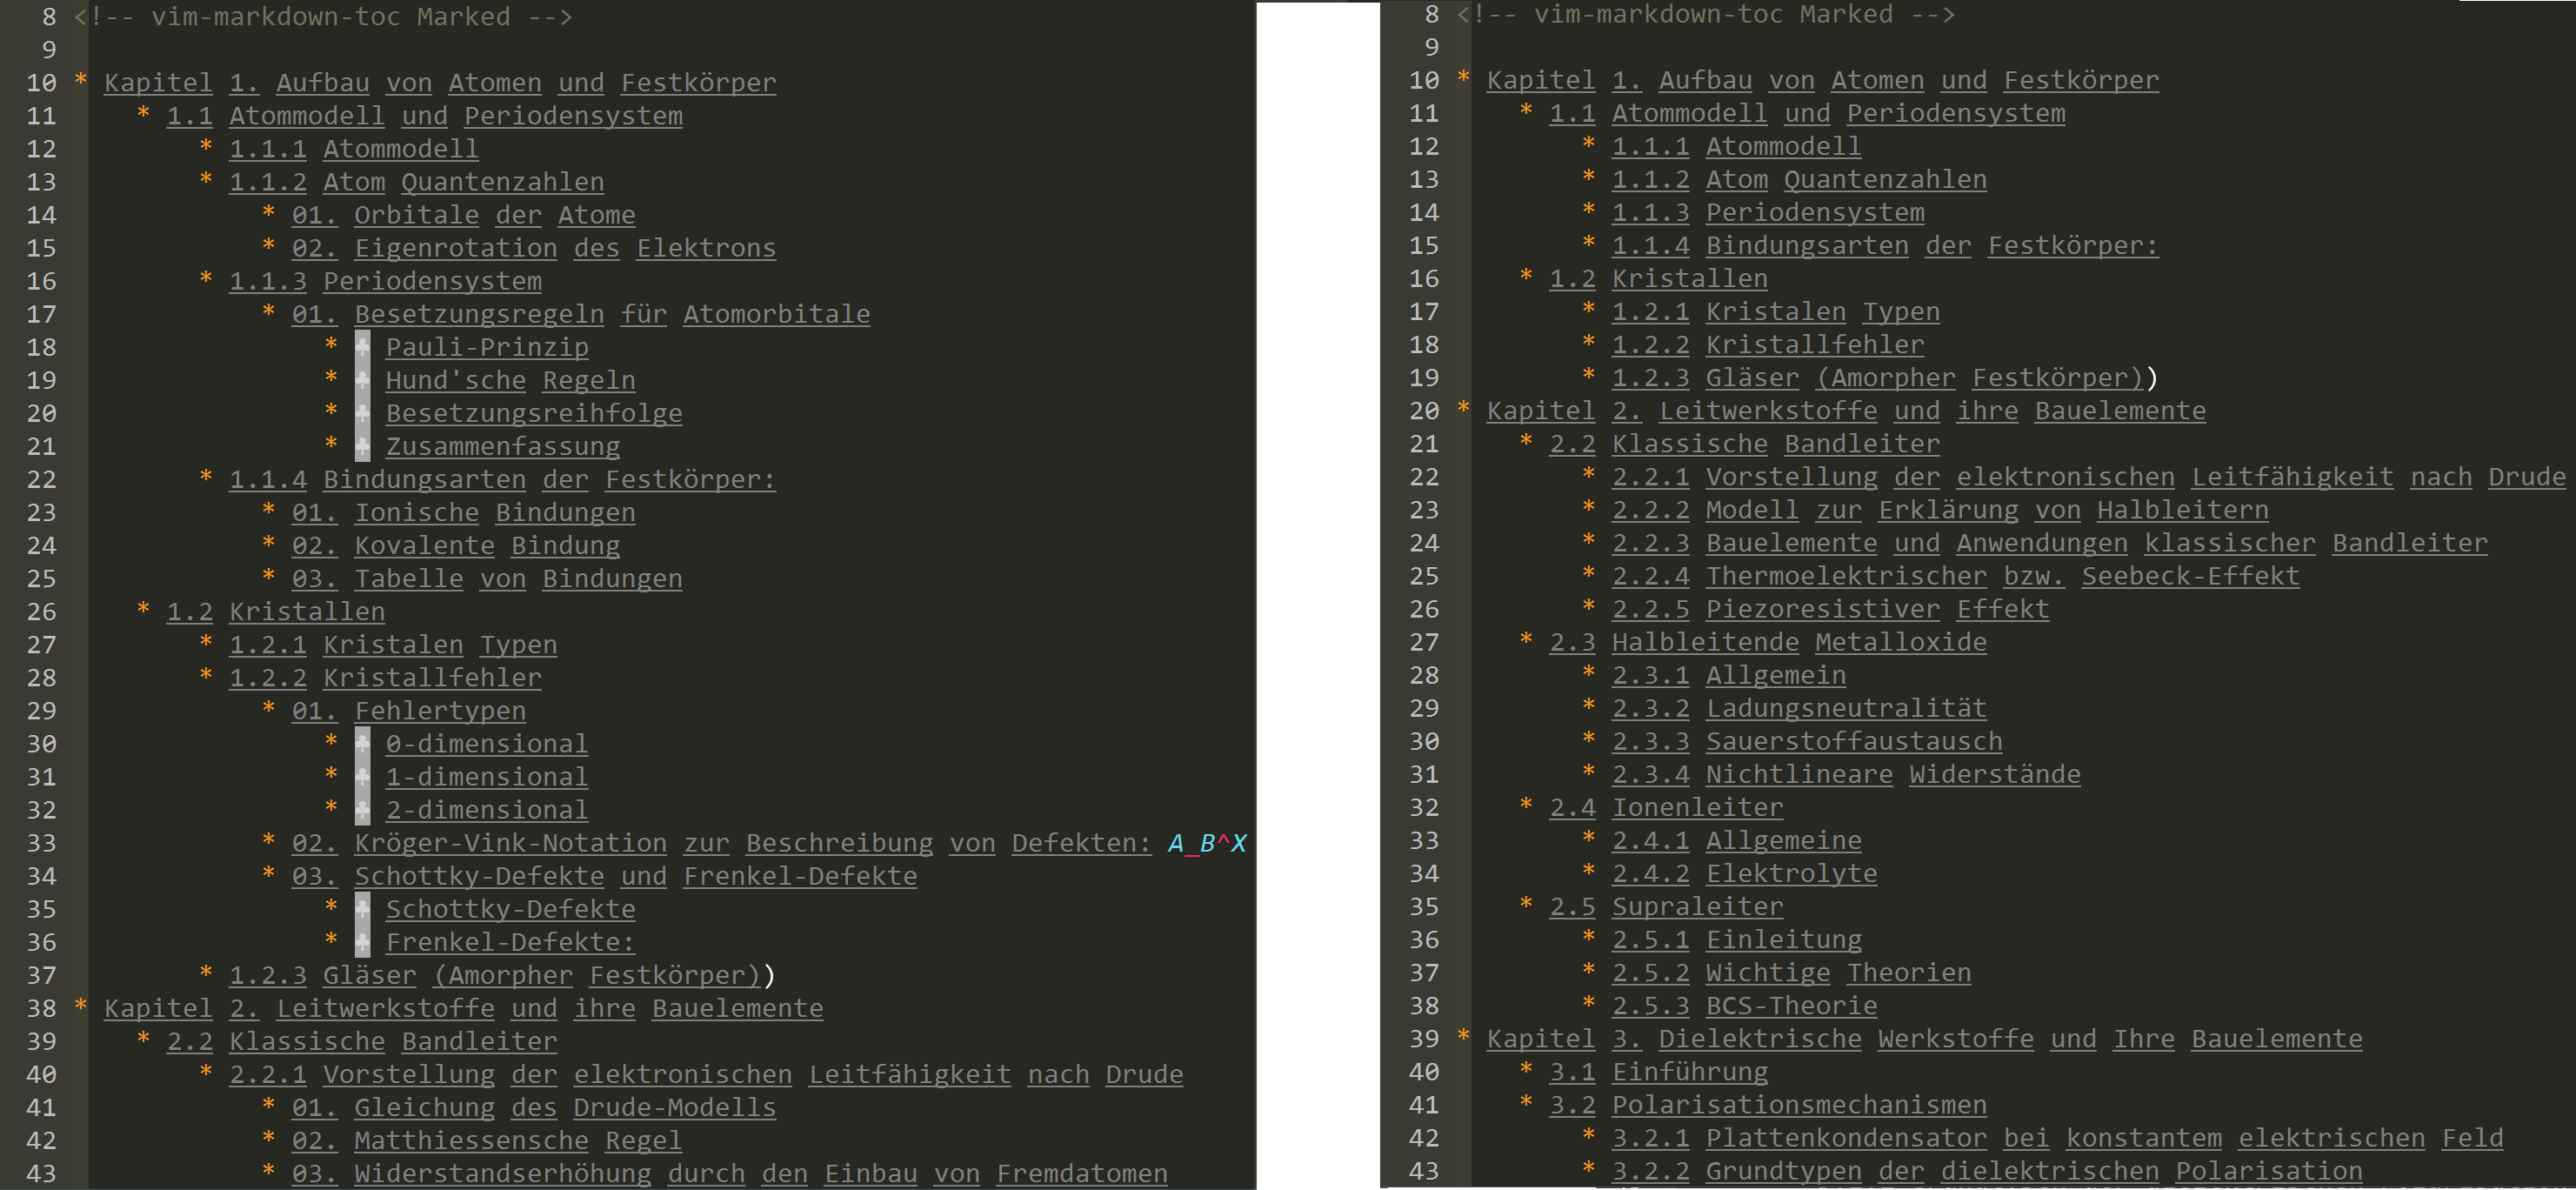 8 <!-- vim-markdown-toc Marked -->
9
10 * Kapitel 1. Aufbau von Atomen und Festkörper
11 * 1.1 Atommodell und Periodensystem
12 * 1.1.1 Atommodell
13 * 1.1.2 Atom Quantenzahlen
14 * 01. Orbitale der Atome
15 * 02. Eigenrotation des Elektrons
16 * 1.1.3 Periodensystem
17 * 01. Besetzungsregeln für Atomorbitale
18 * ♣ Pauli-Prinzip
19 * ♣ Hund'sche Regeln
20 * ♣ Besetzungsreihfolge
21 * ♣ Zusammenfassung
22 * 1.1.4 Bindungsarten der Festkörper:
23 * 01. Ionische Bindungen
24 * 02. Kovalente Bindung
25 * 03. Tabelle von Bindungen
26 * 1.2 Kristallen
27 * 1.2.1 Kristalen Typen
28 * 1.2.2 Kristallfehler
29 * 01. Fehlertypen
30 * ♣ 0-dimensional
31 * ♣ 1-dimensional
32 * ♣ 2-dimensional
33 * 02. Kröger-Vink-Notation zur Beschreibung von Defekten: A_B^X
34 * 03. Schottky-Defekte und Frenkel-Defekte
35 * ♣ Schottky-Defekte
36 * ♣ Frenkel-Defekte:
37 * 1.2.3 Gläser (Amorpher Festkörper))
38 * Kapitel 2. Leitwerkstoffe und ihre Bauelemente
39 * 2.2 Klassische Bandleiter
40 * 2.2.1 Vorstellung der elektronischen Leitfähigkeit nach Drude
41 * 01. Gleichung des Drude-Modells
42 * 02. Matthiessensche Regel
43 * 03. Widerstandserhöhung durch den Einbau von Fremdatomen
8 <!-- vim-markdown-toc Marked -->
9
10 * Kapitel 1. Aufbau von Atomen und Festkörper
11 * 1.1 Atommodell und Periodensystem
12 * 1.1.1 Atommodell
13 * 1.1.2 Atom Quantenzahlen
14 * 1.1.3 Periodensystem
15 * 1.1.4 Bindungsarten der Festkörper:
16 * 1.2 Kristallen
17 * 1.2.1 Kristalen Typen
18 * 1.2.2 Kristallfehler
19 * 1.2.3 Gläser (Amorpher Festkörper))
20 * Kapitel 2. Leitwerkstoffe und ihre Bauelemente
21 * 2.2 Klassische Bandleiter
22 * 2.2.1 Vorstellung der elektronischen Leitfähigkeit nach Drude
23 * 2.2.2 Modell zur Erklärung von Halbleitern
24 * 2.2.3 Bauelemente und Anwendungen klassischer Bandleiter
25 * 2.2.4 Thermoelektrischer bzw. Seebeck-Effekt
26 * 2.2.5 Piezoresistiver Effekt
27 * 2.3 Halbleitende Metalloxide
28 * 2.3.1 Allgemein
29 * 2.3.2 Ladungsneutralität
30 * 2.3.3 Sauerstoffaustausch
31 * 2.3.4 Nichtlineare Widerstände
32 * 2.4 Ionenleiter
33 * 2.4.1 Allgemeine
34 * 2.4.2 Elektrolyte
35 * 2.5 Supraleiter
36 * 2.5.1 Einleitung
37 * 2.5.2 Wichtige Theorien
38 * 2.5.3 BCS-Theorie
39 * Kapitel 3. Dielektrische Werkstoffe und Ihre Bauelemente
40 * 3.1 Einführung
41 * 3.2 Polarisationsmechanismen
42 * 3.2.1 Plattenkondensator bei konstantem elektrischen Feld
43 * 3.2.2 Grundtypen der dielektrischen Polarisation